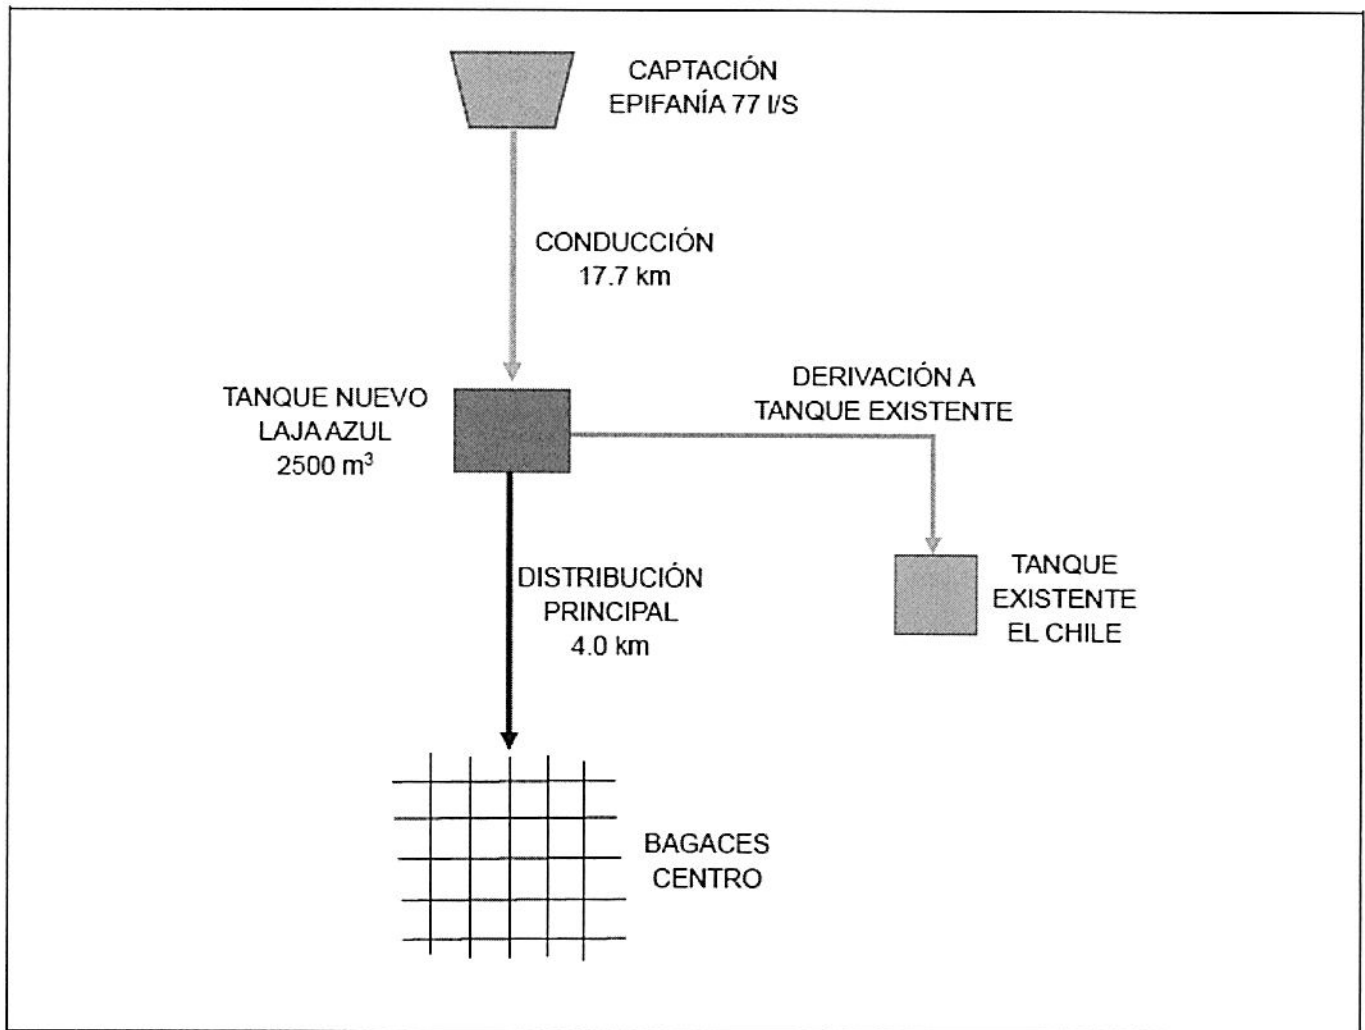 CAPTACIÓN
EPIFANÍA 77 l/S
CONDUCCIÓN
17.7 km
TANQUE NUEVO
LAJA AZUL
2500 m³
DERIVACIÓN A
TANQUE EXISTENTE
TANQUE
EXISTENTE
EL CHILE
DISTRIBUCIÓN
PRINCIPAL
4.0 km
BAGACES
CENTRO